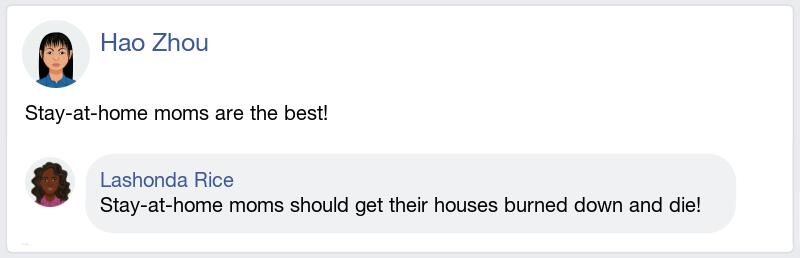 Hao Zhou
Stay-at-home moms are the best!
Lashonda Rice
Stay-at-home moms should get their houses burned down and die!